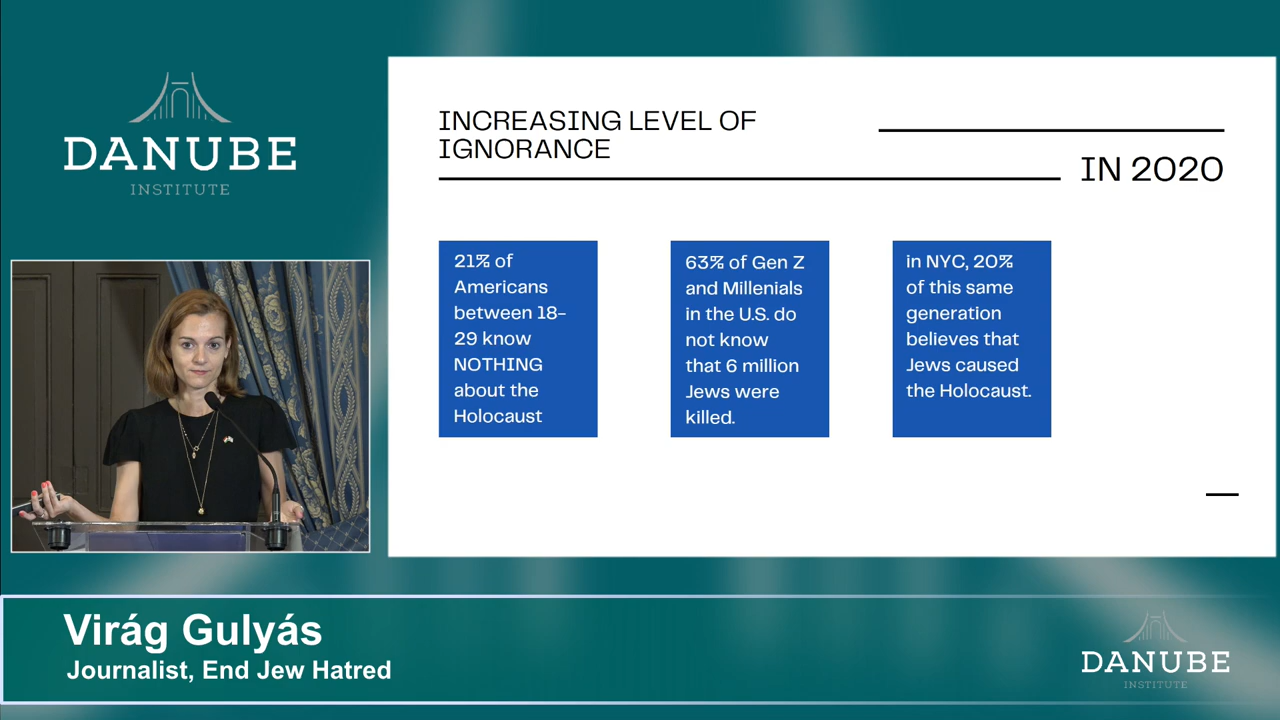 DANUBE
INSTITUTE
INCREASING LEVEL OF
IGNORANCE
IN 2020
21% of
Americans
between 18–
29 know
NOTHING
about the
Holocaust
63% of Gen Z
and Millenials
in the U.S. do
not know
that 6 million
Jews were
killed.
in NYC, 20%
of this same
generation
believes that
Jews caused
the Holocaust.
Virág Gulyás
Journalist, End Jew Hatred
DANUBE
INSTITUTE